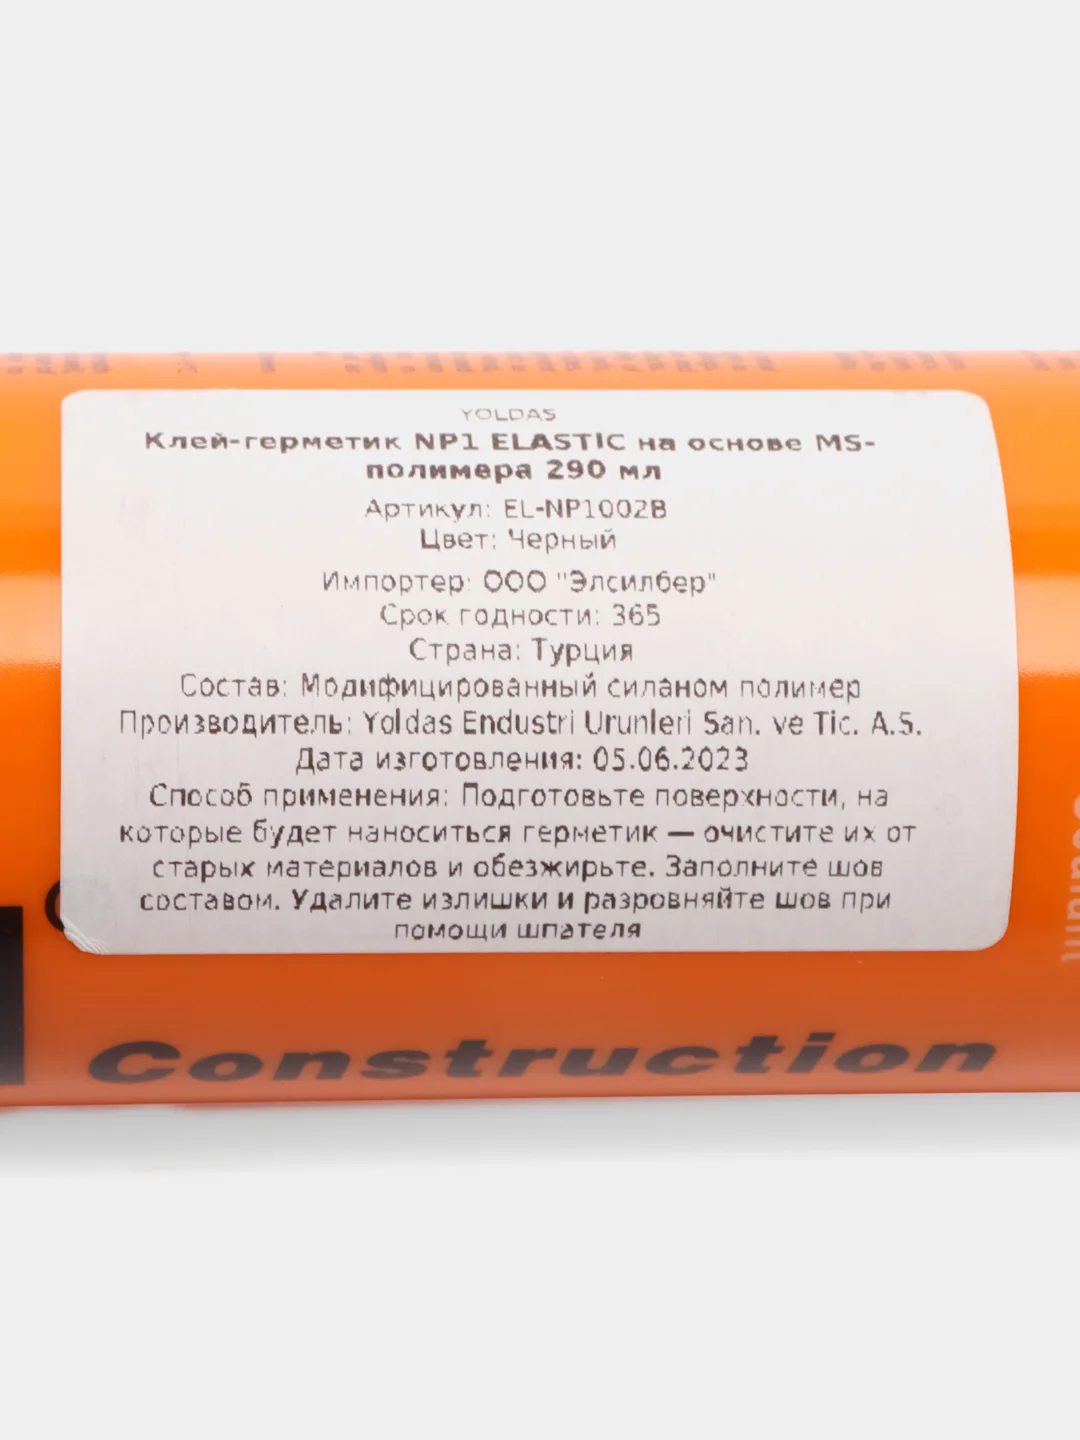 YOLDAS
Клей-герметик NP1 ELASTIC на основе MS-
полимера 290 мл
Артикул: EL-NP1002B
Цвет: Черный
Импортер: ООО "Элсилбер"
Срок годности: 365
Страна: Турция
Состав: Модифицированный силаном полимер
Производитель: Yoldas Endustri Urunleri San. ve Tic. A.S.
Дата изготовления: 05.06.2023
Способ применения: Подготовьте поверхности, на
которые будет наноситься герметик — очистите их от
старых материалов и обезжирьте. Заполните шов
составом. Удалите излишки и разровняйте шов при
помощи шпателя
Construction